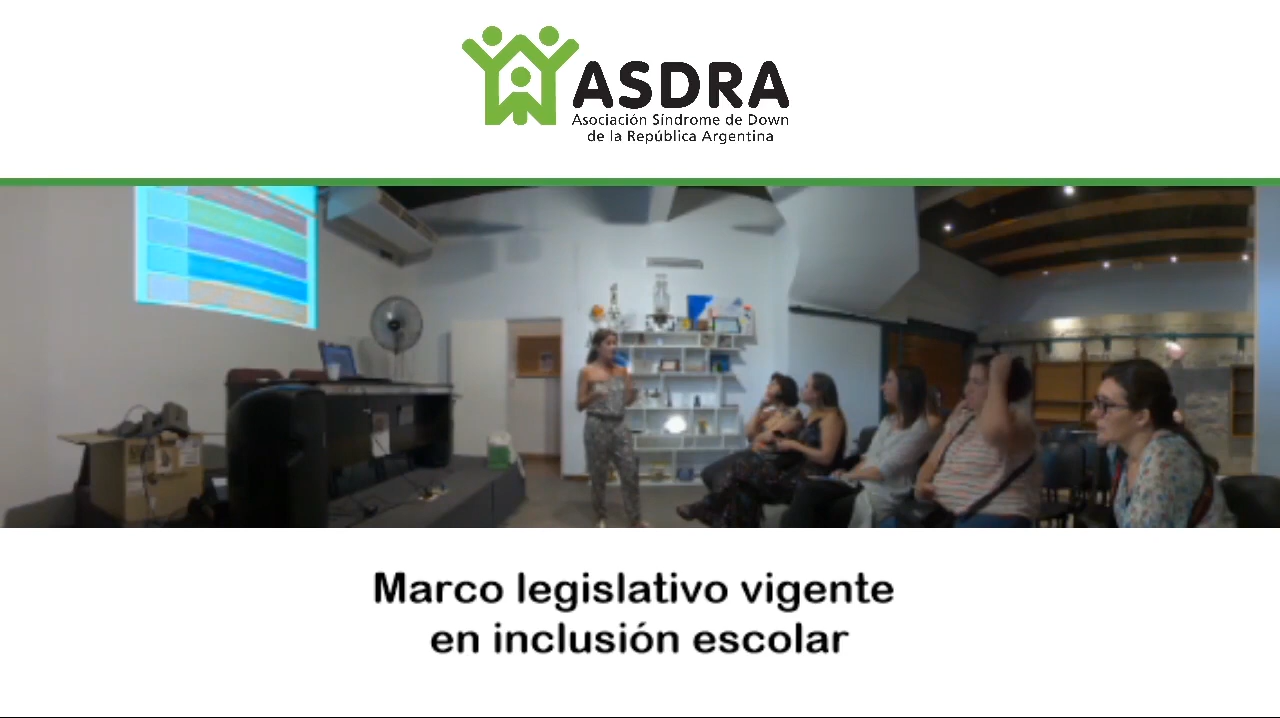 ASDRA
Asociación Síndrome de Down
de la República Argentina
Marco legislativo vigente
en inclusión escolar